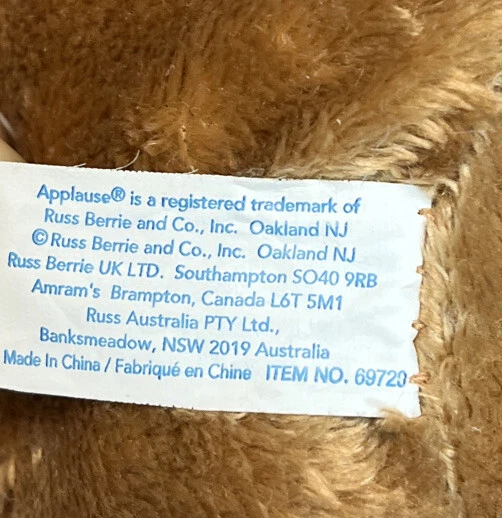 Applause® is a registered trademark of
Russ Berrie and Co., Inc. Oakland NJ
©Russ Berrie and Co., Inc. Oakland NJ
Russ Berrie UK LTD. Southampton SO40 9RB
Amram's Brampton, Canada L6T 5M1
Russ Australia PTY Ltd.,
Banksmeadow, NSW 2019 Australia
Made In China / Fabriqué en Chine ITEM NO. 69720